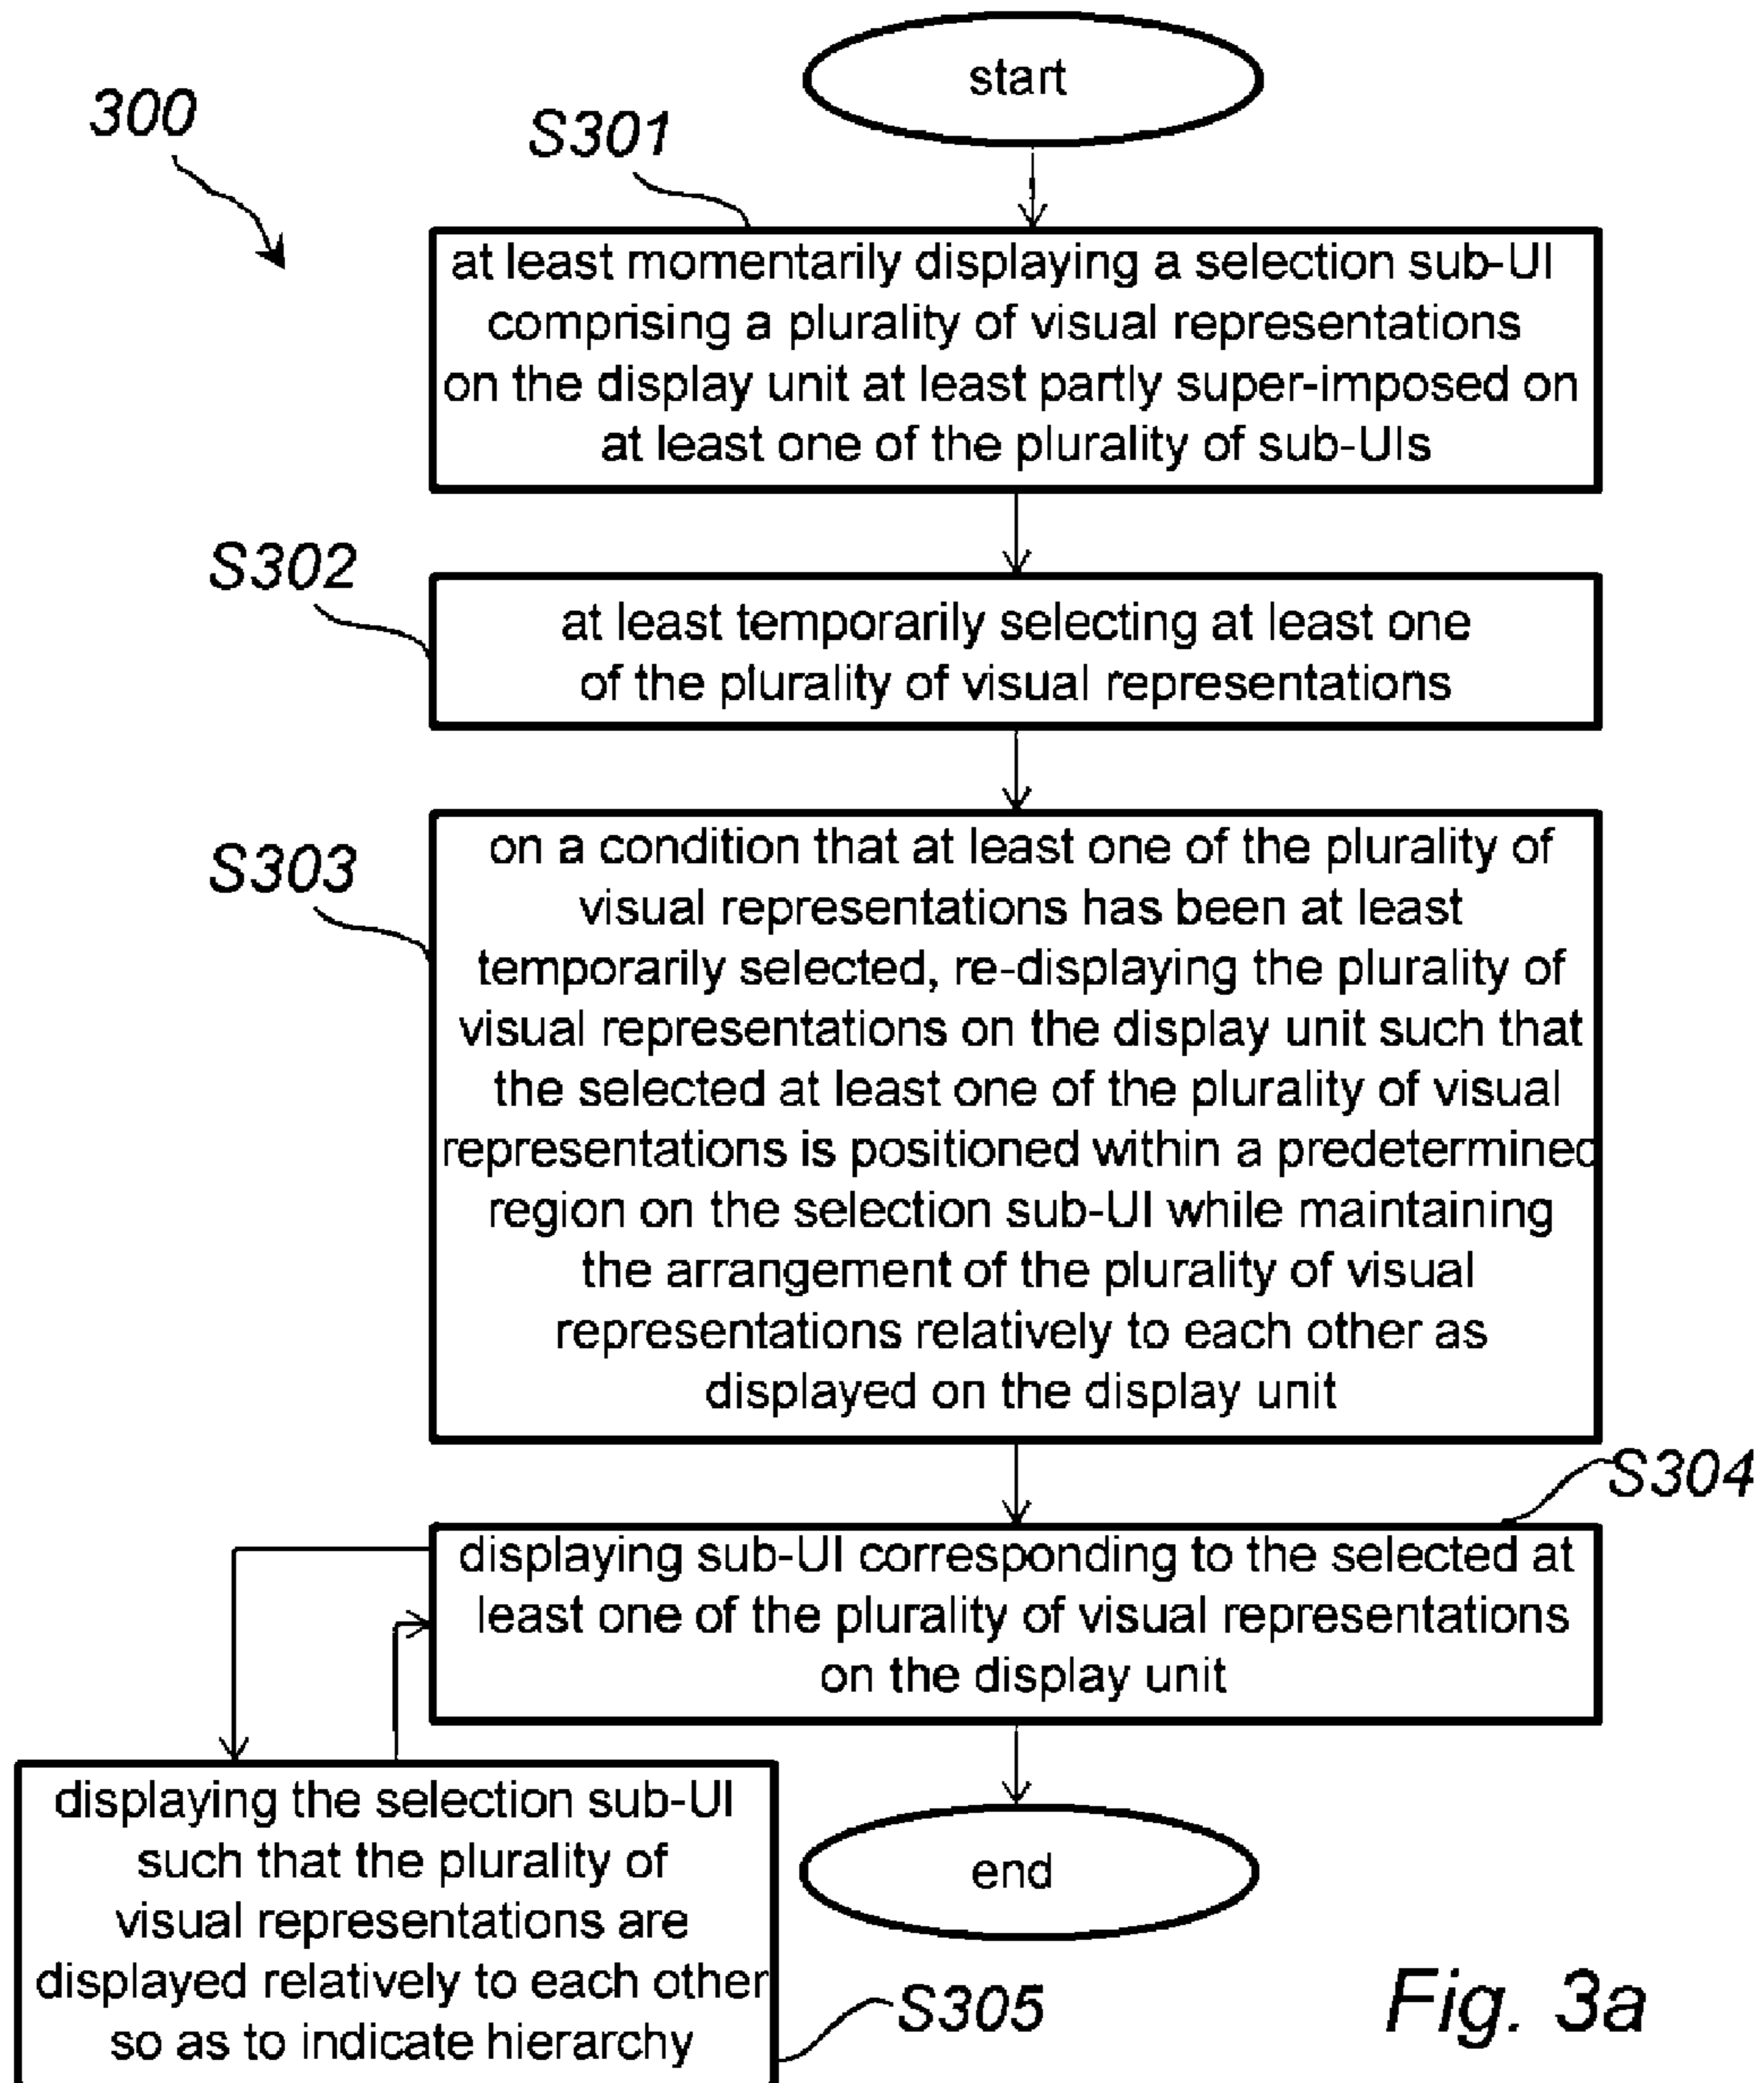 start
300
S301
at least momentarily displaying a selection sub-UI
comprising a plurality of visual representations
on the display unit at least partly super-imposed on
at least one of the plurality of sub-UIs
S302
at least temporarily selecting at least one
of the plurality of visual representations
S303
on a condition that at least one of the plurality of
visual representations has been at least
temporarily selected, re-displaying the plurality of
visual representations on the display unit such that
the selected at least one of the plurality of visual
representations is positioned within a predetermined
region on the selection sub-UI while maintaining
the arrangement of the plurality of visual
representations relatively to each other as
displayed on the display unit
S304
displaying sub-UI corresponding to the selected at
least one of the plurality of visual representations
on the display unit
displaying the selection sub-UI
such that the plurality of
visual representations are
displayed relatively to each other
so as to indicate hierarchy
S305
end
Fig. 3a